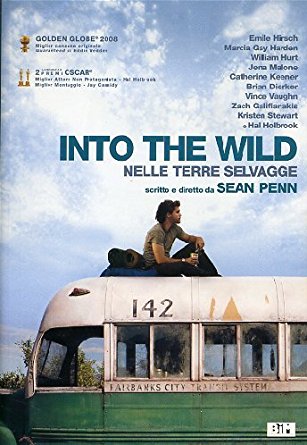 GOLDEN GLOBE® 2008
Miglior canzone originale
Guaranteed di Eddie Vedder
2 PREMI OSCAR®
Miglior Attore Non Protagonista - Hal Holbrook
Miglior Montaggio - Jay Cassidy
Emile Hirsch
Marcia Gay Harden
William Hurt
Jena Malone
Catherine Keener
Brian Dierker
Vince Vaughn
Zach Galifianakis
Kristen Stewart
e Hal Holbrook
INTO THE WILD
NELLE TERRE SELVAGGE
scritto e diretto da SEAN PENN
142
FAIRBANKS CITY TRANSIT SYSTEM
BiM